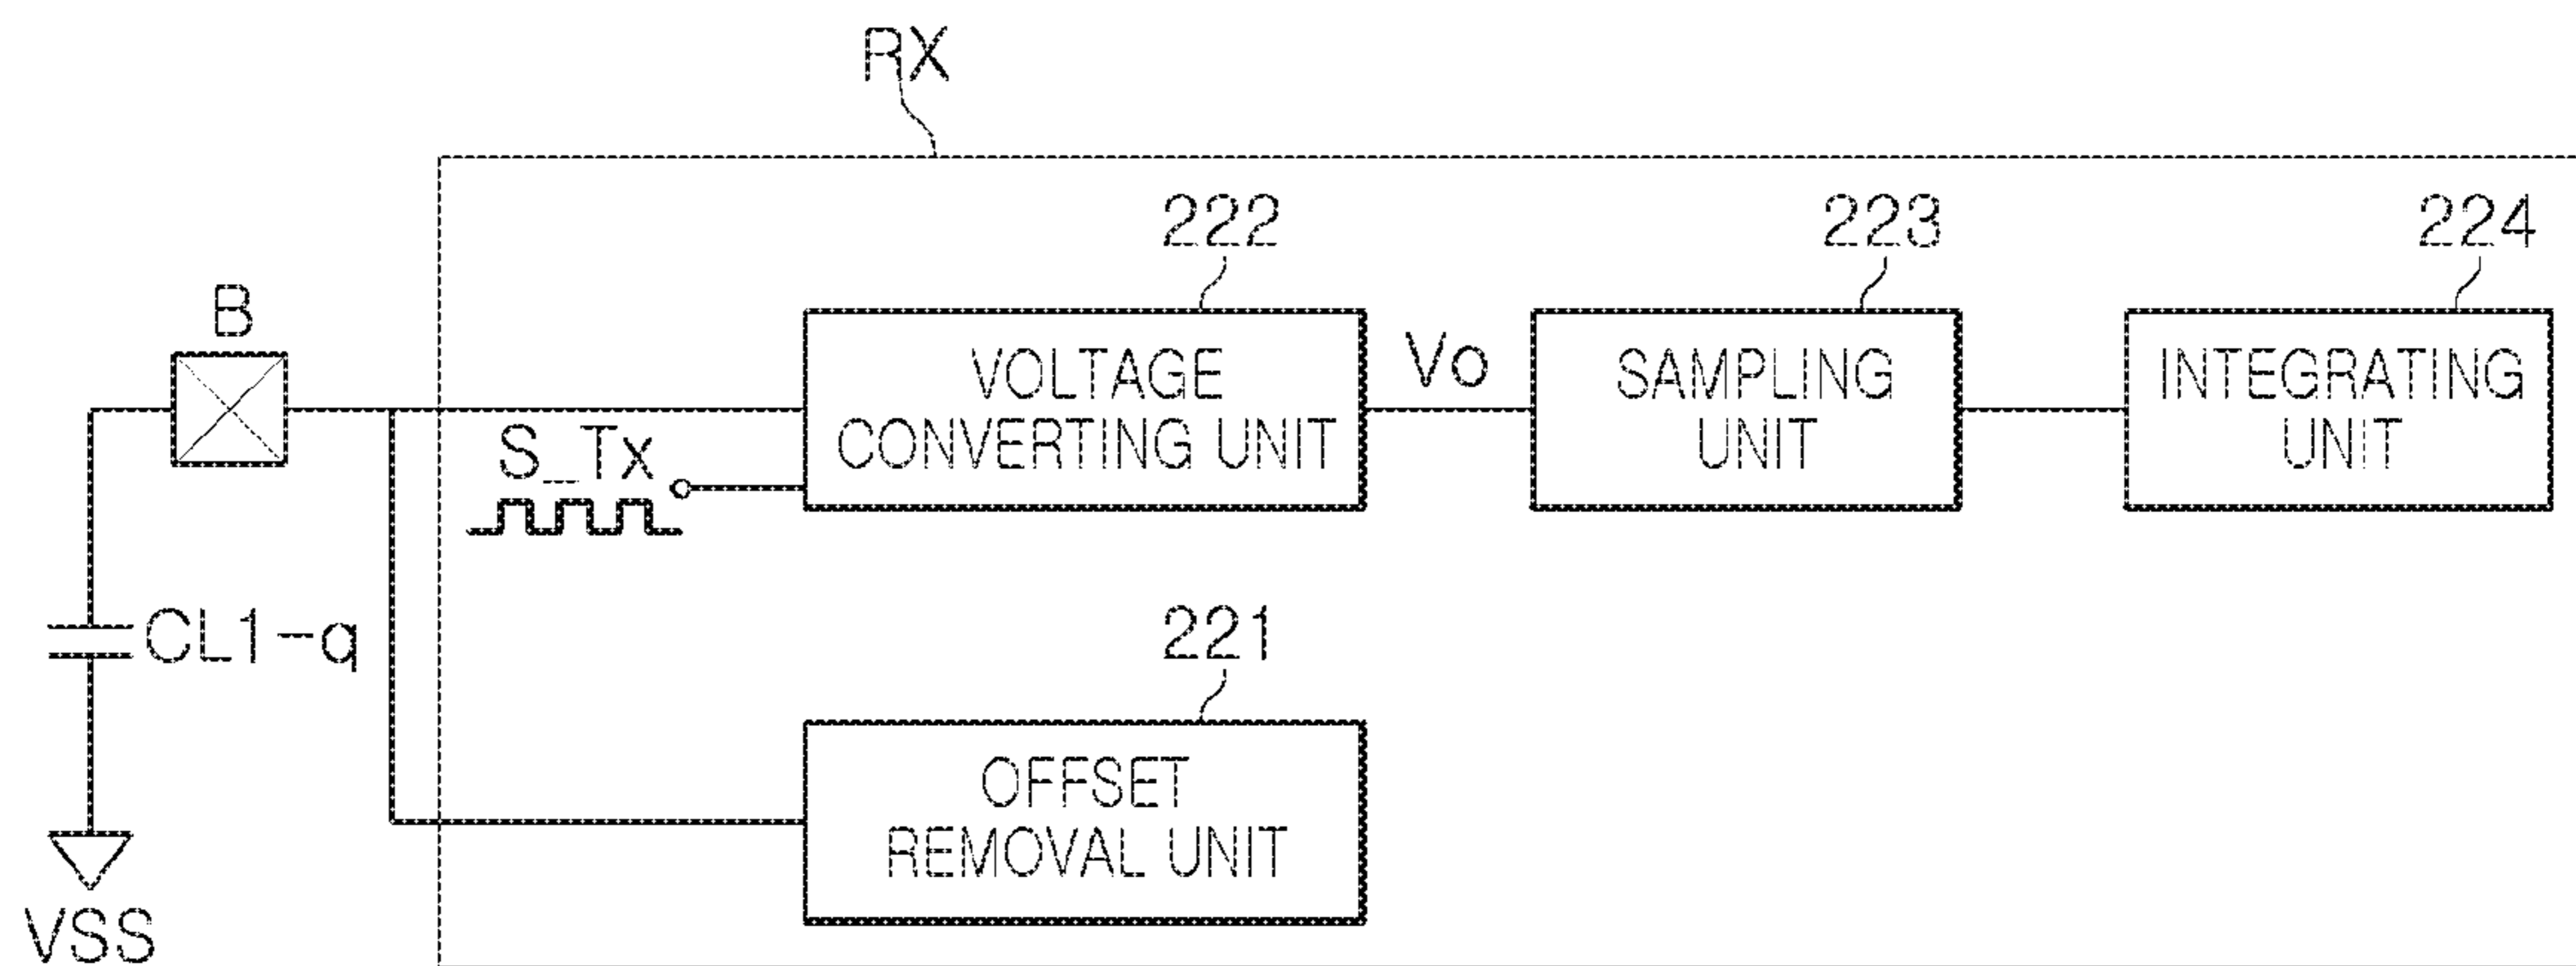 RX
222
223
224
B
VOLTAGE
CONVERTING UNIT
Vo
SAMPLING
UNIT
INTEGRATING
UNIT
S_Tx
CL1-q
221
OFFSET
REMOVAL UNIT
VSS